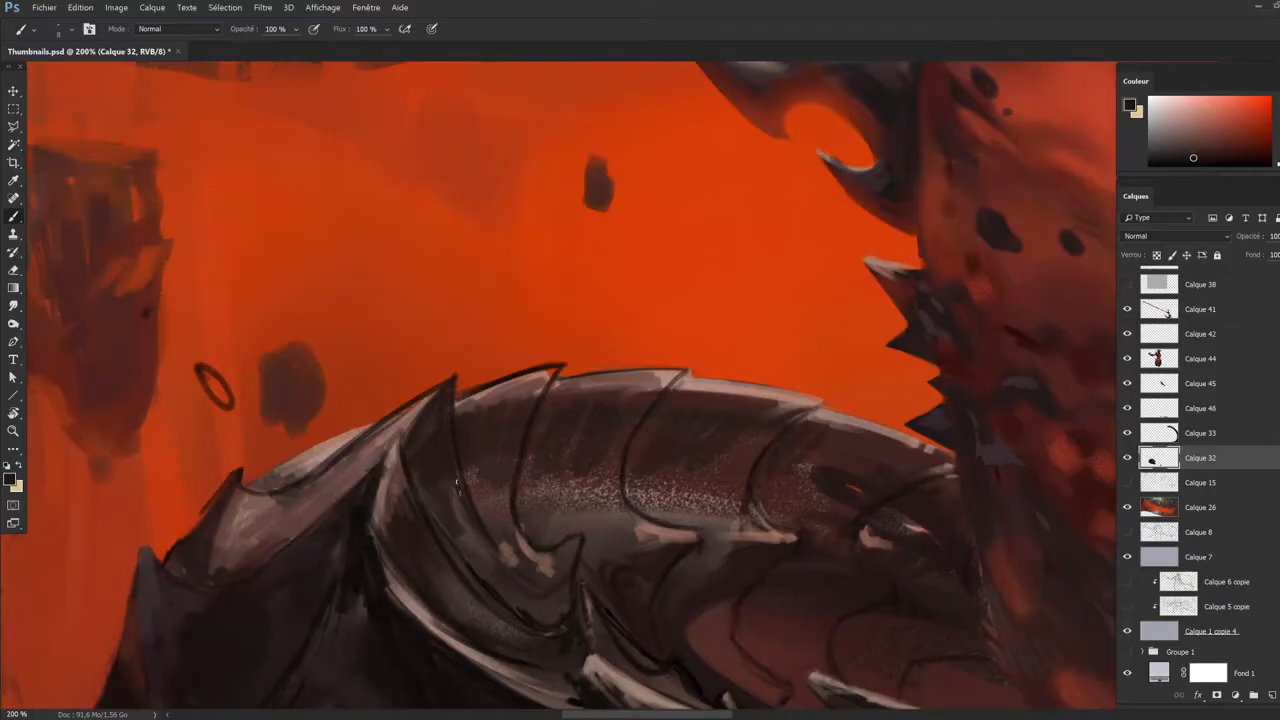 Ps Fichier Edition Image Calque Texte Sélection Filtre 3D Affichage Fenêtre Aide
8 Mode : Normal Opacité : 100 % Flux : 100 %
Thumbnails.psd @ 200% (Calque 32, RVB/8) * ×
Couleur
Calques
Type
Normal Opacité : 100
Verrou : Fond : 100
Calque 38
Calque 41
Calque 42
Calque 44
Calque 45
Calque 46
Calque 33
Calque 32
Calque 15
Calque 26
Calque 8
Calque 7
Calque 6 copie
Calque 5 copie
Calque 1 copie 4
Groupe 1
Fond 1
fx
200 % Doc : 91,6 Mo/1,56 Go